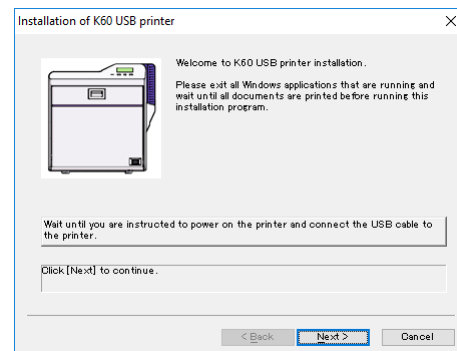 Installation of K60 USB printer
Welcome to K60 USB printer installation.
Please exit all Windows applications that are running and
wait until all documents are printed before running this
installation program.
Wait until you are instructed to power on the printer and connect the USB cable to
the printer.
Click [Next] to continue.
< Back
Next >
Cancel